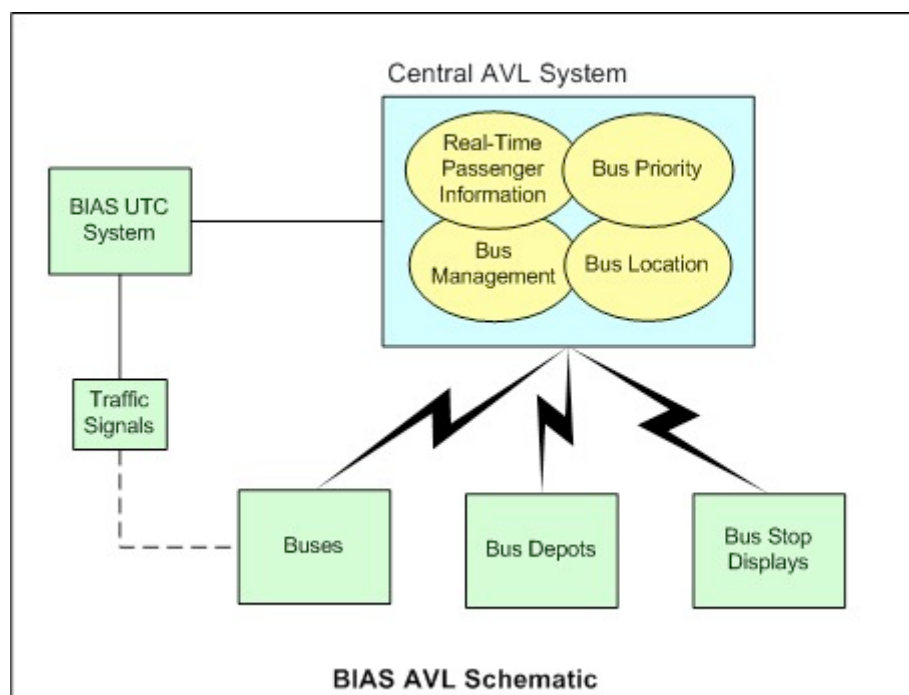 Central AVL System
Real-Time
Passenger
Information
Bus Priority
BIAS UTC
System
Bus
Management
Bus Location
Traffic
Signals
Buses
Bus Depots
Bus Stop
Displays
BIAS AVL Schematic